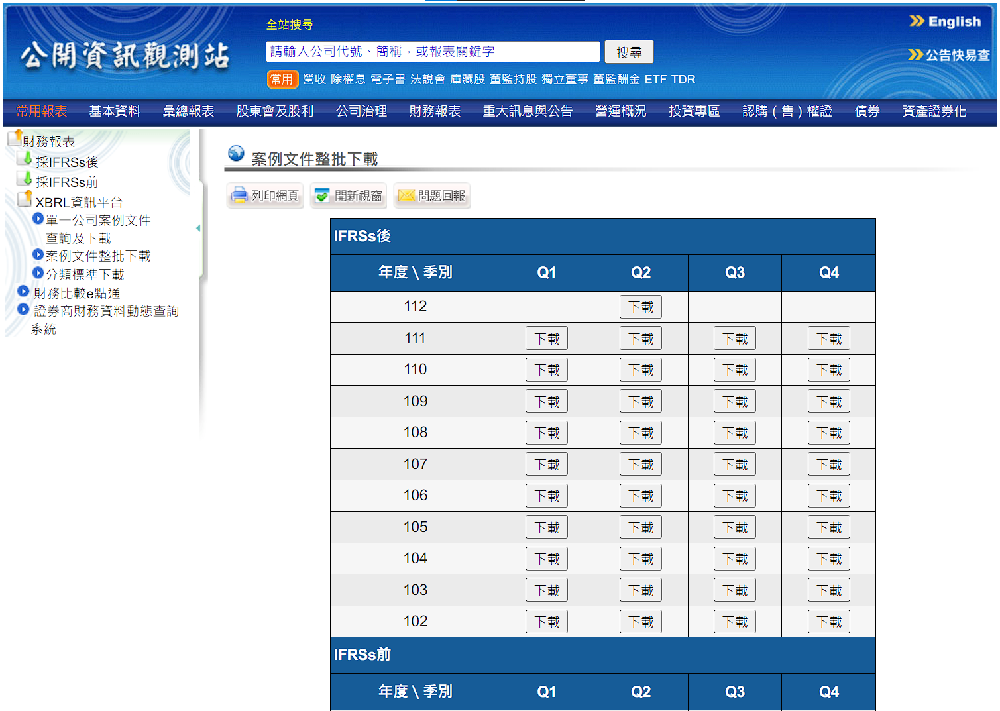 公開資訊觀測站
全站搜尋
請輸入公司代號、簡稱，或報表關鍵字
搜尋
常用 營收 除權息 電子書 法說會 庫藏股 董監持股 獨立董事 董監酬金 ETF TDR
English
公告快易查
常用報表 基本資料 彙總報表 股東會及股利 公司治理 財務報表 重大訊息與公告 營運概況 投資專區 認購（售）權證 債券 資產證券化
財務報表
採IFRSs後
採IFRSs前
XBRL資訊平台
單一公司案例文件
查詢及下載
案例文件整批下載
分類標準下載
財務比較e點通
證券商財務資料動態查詢
系統
案例文件整批下載
列印網頁 開新視窗 問題回報
IFRSs後
年度 \ 季別 Q1 Q2 Q3 Q4
112 下載
111 下載 下載 下載 下載
110 下載 下載 下載 下載
109 下載 下載 下載 下載
108 下載 下載 下載 下載
107 下載 下載 下載 下載
106 下載 下載 下載 下載
105 下載 下載 下載 下載
104 下載 下載 下載 下載
103 下載 下載 下載 下載
102 下載 下載 下載 下載
IFRSs前
年度 \ 季別 Q1 Q2 Q3 Q4